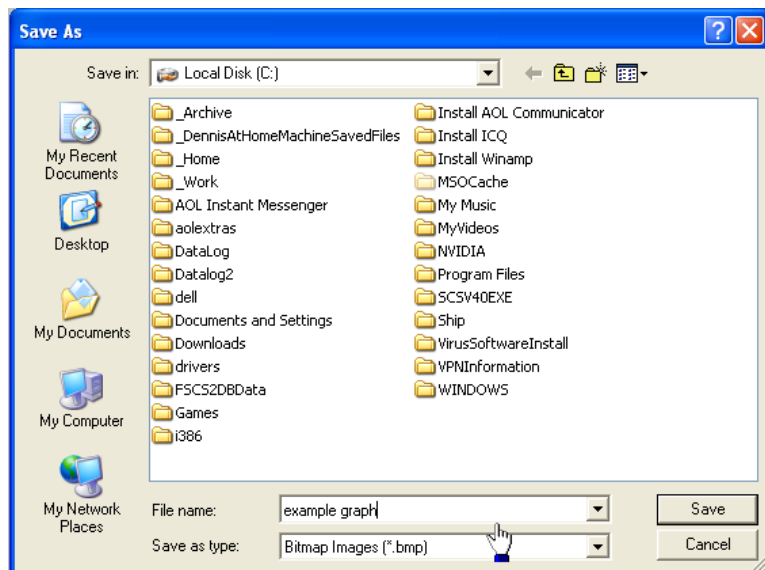 Save As
Save in:
Local Disk (C:)
My Recent
Documents
Desktop
My Documents
My Computer
My Network
Places
_Archive
_DennisAtHomeMachineSavedFiles
_Home
_Work
AOL Instant Messenger
aolextras
DataLog
Datalog2
dell
Documents and Settings
Downloads
drivers
FSCS2DBData
Games
i386
Install AOL Communicator
Install ICQ
Install Winamp
MSOCache
My Music
MyVideos
NVIDIA
Program Files
SCSV40EXE
Ship
VirusSoftwareInstall
VPNInformation
WINDOWS
File name:
example graph
Save
Save as type:
Bitmap Images (*.bmp)
Cancel